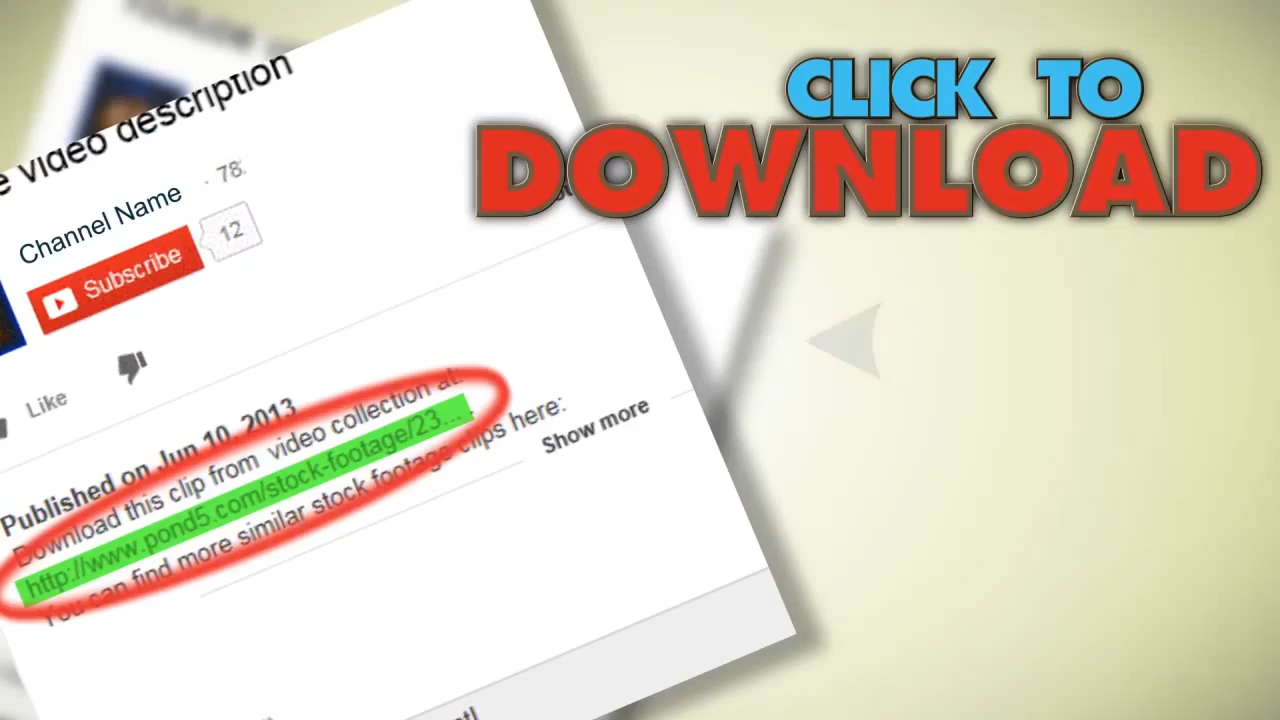 CLICK TO
DOWNLOAD
video description
Channel Name
Subscribe
12
Like
Published on Jun 10, 2013
Download this clip from video collection at:
http://www.pond5.com/stock-footage/23...
You can find more similar stock footage clips here:
Show more